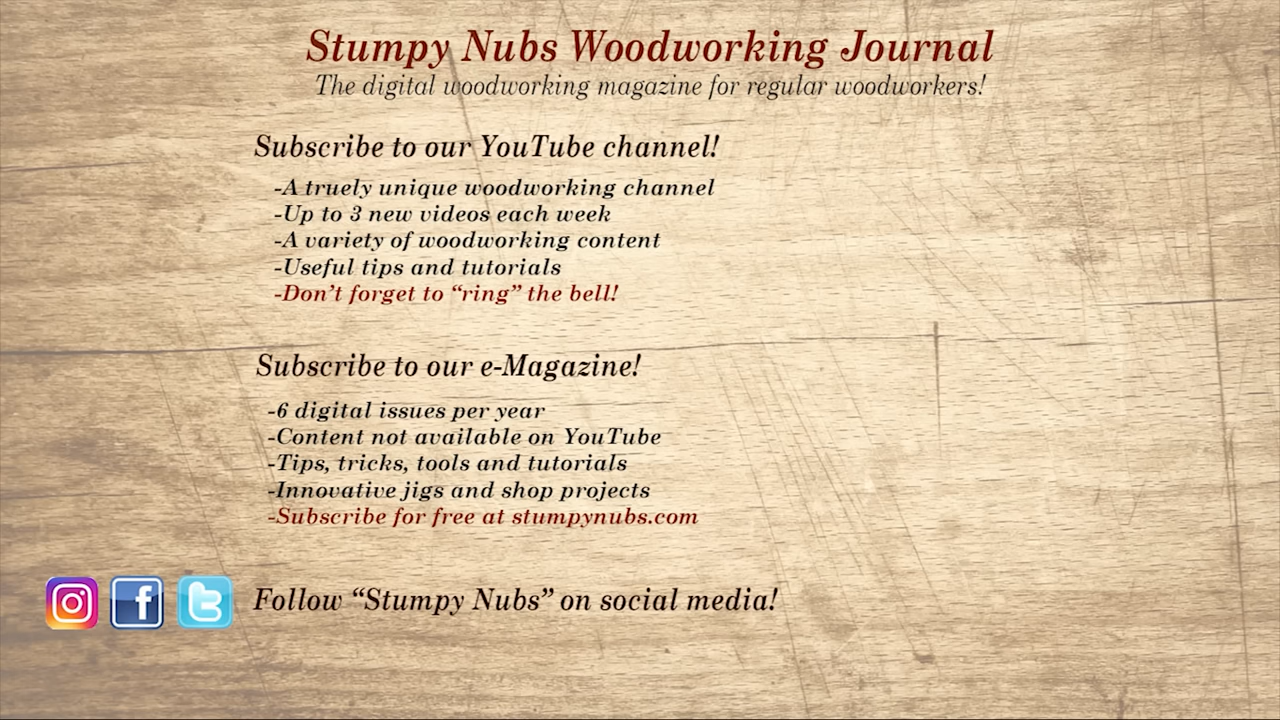 Stumpy Nubs Woodworking Journal
The digital woodworking magazine for regular woodworkers!
Subscribe to our YouTube channel!
-A truely unique woodworking channel
-Up to 3 new videos each week
-A variety of woodworking content
-Useful tips and tutorials
-Don’t forget to “ring” the bell!
Subscribe to our e-Magazine!
-6 digital issues per year
-Content not available on YouTube
-Tips, tricks, tools and tutorials
-Innovative jigs and shop projects
-Subscribe for free at stumpynubs.com
Follow “Stumpy Nubs” on social media!